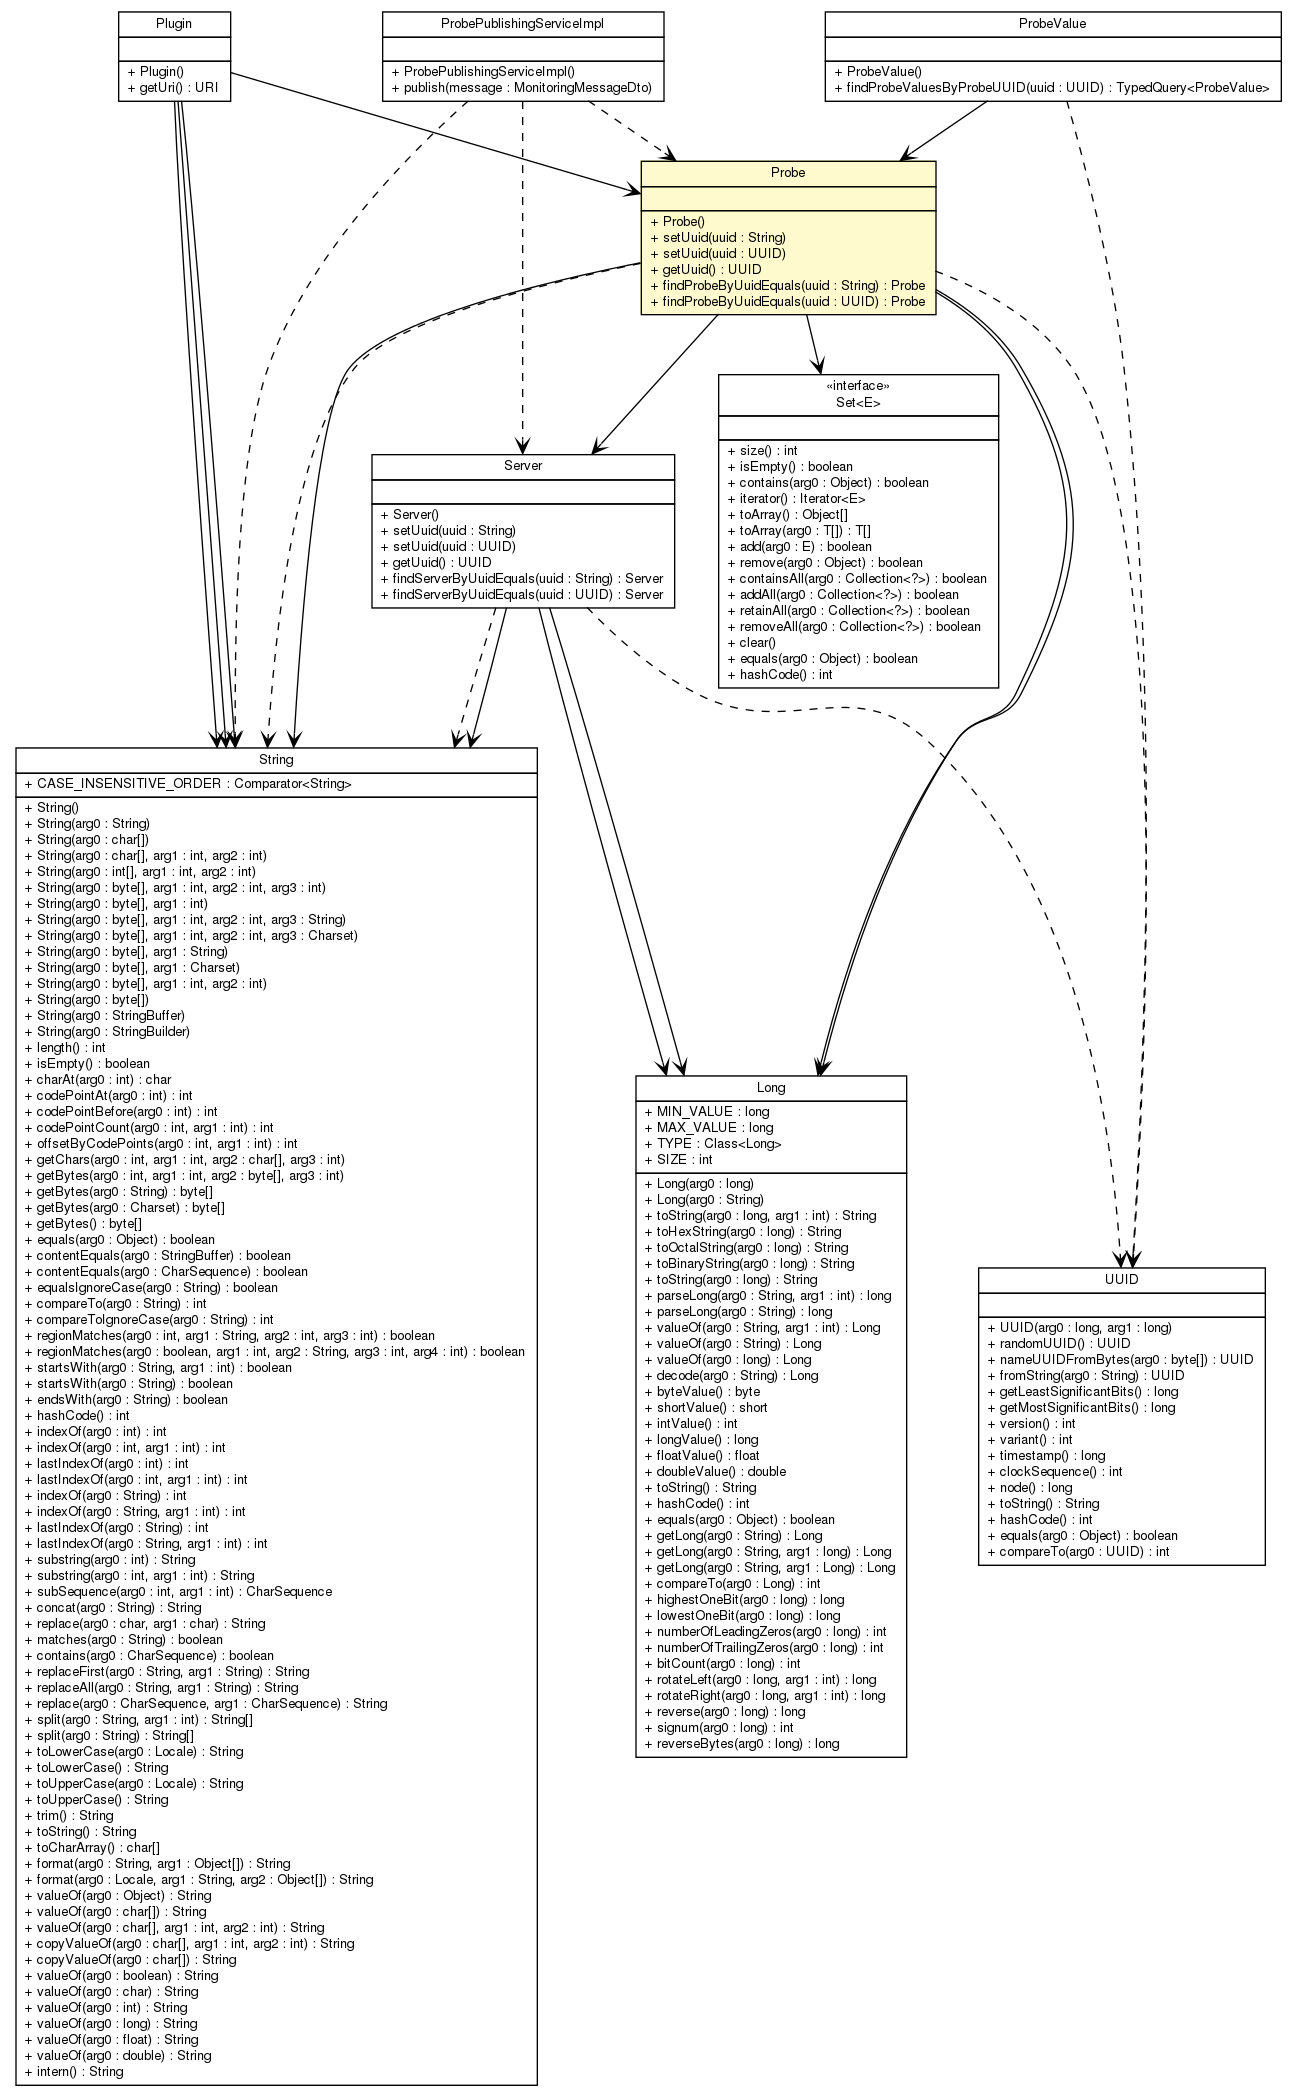 Plugin
+ Plugin()
+ getUri() : URI
ProbePublishingServiceImpl
+ ProbePublishingServiceImpl()
+ publish(message : MonitoringMessageDto)
ProbeValue
+ ProbeValue()
+ findProbeValuesByProbeUUID(uuid : UUID) : TypedQuery<ProbeValue>
Probe
+ Probe()
+ setUuid(uuid : String)
+ setUuid(uuid : UUID)
+ getUuid() : UUID
+ findProbeByUuidEquals(uuid : String) : Probe
+ findProbeByUuidEquals(uuid : UUID) : Probe
«interface»
Set<E>
+ size() : int
+ isEmpty() : boolean
+ contains(arg0 : Object) : boolean
+ iterator() : Iterator<E>
+ toArray() : Object[]
+ toArray(arg0 : T[]) : T[]
+ add(arg0 : E) : boolean
+ remove(arg0 : Object) : boolean
+ containsAll(arg0 : Collection<?>) : boolean
+ addAll(arg0 : Collection<?>) : boolean
+ retainAll(arg0 : Collection<?>) : boolean
+ removeAll(arg0 : Collection<?>) : boolean
+ clear()
+ equals(arg0 : Object) : boolean
+ hashCode() : int
Server
+ Server()
+ setUuid(uuid : String)
+ setUuid(uuid : UUID)
+ getUuid() : UUID
+ findServerByUuidEquals(uuid : String) : Server
+ findServerByUuidEquals(uuid : UUID) : Server
String
+ CASE_INSENSITIVE_ORDER : Comparator<String>
+ String()
+ String(arg0 : String)
+ String(arg0 : char[])
+ String(arg0 : char[], arg1 : int, arg2 : int)
+ String(arg0 : int[], arg1 : int, arg2 : int)
+ String(arg0 : byte[], arg1 : int, arg2 : int, arg3 : int)
+ String(arg0 : byte[], arg1 : int)
+ String(arg0 : byte[], arg1 : int, arg2 : int, arg3 : String)
+ String(arg0 : byte[], arg1 : int, arg2 : int, arg3 : Charset)
+ String(arg0 : byte[], arg1 : String)
+ String(arg0 : byte[], arg1 : Charset)
+ String(arg0 : byte[], arg1 : int, arg2 : int)
+ String(arg0 : byte[])
+ String(arg0 : StringBuffer)
+ String(arg0 : StringBuilder)
+ length() : int
+ isEmpty() : boolean
+ charAt(arg0 : int) : char
+ codePointAt(arg0 : int) : int
+ codePointBefore(arg0 : int) : int
+ codePointCount(arg0 : int, arg1 : int) : int
+ offsetByCodePoints(arg0 : int, arg1 : int) : int
+ getChars(arg0 : int, arg1 : int, arg2 : char[], arg3 : int)
+ getBytes(arg0 : int, arg1 : int, arg2 : byte[], arg3 : int)
+ getBytes(arg0 : String) : byte[]
+ getBytes(arg0 : Charset) : byte[]
+ getBytes() : byte[]
+ equals(arg0 : Object) : boolean
+ contentEquals(arg0 : StringBuffer) : boolean
+ contentEquals(arg0 : CharSequence) : boolean
+ equalsIgnoreCase(arg0 : String) : boolean
+ compareTo(arg0 : String) : int
+ compareToIgnoreCase(arg0 : String) : int
+ regionMatches(arg0 : int, arg1 : String, arg2 : int, arg3 : int) : boolean
+ regionMatches(arg0 : boolean, arg1 : int, arg2 : String, arg3 : int, arg4 : int) : boolean
+ startsWith(arg0 : String, arg1 : int) : boolean
+ startsWith(arg0 : String) : boolean
+ endsWith(arg0 : String) : boolean
+ hashCode() : int
+ indexOf(arg0 : int) : int
+ indexOf(arg0 : int, arg1 : int) : int
+ lastIndexOf(arg0 : int) : int
+ lastIndexOf(arg0 : int, arg1 : int) : int
+ indexOf(arg0 : String) : int
+ indexOf(arg0 : String, arg1 : int) : int
+ lastIndexOf(arg0 : String) : int
+ lastIndexOf(arg0 : String, arg1 : int) : int
+ substring(arg0 : int) : String
+ substring(arg0 : int, arg1 : int) : String
+ subSequence(arg0 : int, arg1 : int) : CharSequence
+ concat(arg0 : String) : String
+ replace(arg0 : char, arg1 : char) : String
+ matches(arg0 : String) : boolean
+ contains(arg0 : CharSequence) : boolean
+ replaceFirst(arg0 : String, arg1 : String) : String
+ replaceAll(arg0 : String, arg1 : String) : String
+ replace(arg0 : CharSequence, arg1 : CharSequence) : String
+ split(arg0 : String, arg1 : int) : String[]
+ split(arg0 : String) : String[]
+ toLowerCase(arg0 : Locale) : String
+ toLowerCase() : String
+ toUpperCase(arg0 : Locale) : String
+ toUpperCase() : String
+ trim() : String
+ toString() : String
+ toCharArray() : char[]
+ format(arg0 : String, arg1 : Object[]) : String
+ format(arg0 : Locale, arg1 : String, arg2 : Object[]) : String
+ valueOf(arg0 : Object) : String
+ valueOf(arg0 : char[]) : String
+ valueOf(arg0 : char[], arg1 : int, arg2 : int) : String
+ copyValueOf(arg0 : char[], arg1 : int, arg2 : int) : String
+ copyValueOf(arg0 : char[]) : String
+ valueOf(arg0 : boolean) : String
+ valueOf(arg0 : char) : String
+ valueOf(arg0 : int) : String
+ valueOf(arg0 : long) : String
+ valueOf(arg0 : float) : String
+ valueOf(arg0 : double) : String
+ intern() : String
Long
+ MIN_VALUE : long
+ MAX_VALUE : long
+ TYPE : Class<Long>
+ SIZE : int
+ Long(arg0 : long)
+ Long(arg0 : String)
+ toString(arg0 : long, arg1 : int) : String
+ toHexString(arg0 : long) : String
+ toOctalString(arg0 : long) : String
+ toBinaryString(arg0 : long) : String
+ toString(arg0 : long) : String
+ parseLong(arg0 : String, arg1 : int) : long
+ parseLong(arg0 : String) : long
+ valueOf(arg0 : String, arg1 : int) : Long
+ valueOf(arg0 : String) : Long
+ valueOf(arg0 : long) : Long
+ decode(arg0 : String) : Long
+ byteValue() : byte
+ shortValue() : short
+ intValue() : int
+ longValue() : long
+ floatValue() : float
+ doubleValue() : double
+ toString() : String
+ hashCode() : int
+ equals(arg0 : Object) : boolean
+ getLong(arg0 : String) : Long
+ getLong(arg0 : String, arg1 : long) : Long
+ getLong(arg0 : String, arg1 : Long) : Long
+ compareTo(arg0 : Long) : int
+ highestOneBit(arg0 : long) : long
+ lowestOneBit(arg0 : long) : long
+ numberOfLeadingZeros(arg0 : long) : int
+ numberOfTrailingZeros(arg0 : long) : int
+ bitCount(arg0 : long) : int
+ rotateLeft(arg0 : long, arg1 : int) : long
+ rotateRight(arg0 : long, arg1 : int) : long
+ reverse(arg0 : long) : long
+ signum(arg0 : long) : int
+ reverseBytes(arg0 : long) : long
UUID
+ UUID(arg0 : long, arg1 : long)
+ randomUUID() : UUID
+ nameUUIDFromBytes(arg0 : byte[]) : UUID
+ fromString(arg0 : String) : UUID
+ getLeastSignificantBits() : long
+ getMostSignificantBits() : long
+ version() : int
+ variant() : int
+ timestamp() : long
+ clockSequence() : int
+ node() : long
+ toString() : String
+ hashCode() : int
+ equals(arg0 : Object) : boolean
+ compareTo(arg0 : UUID) : int